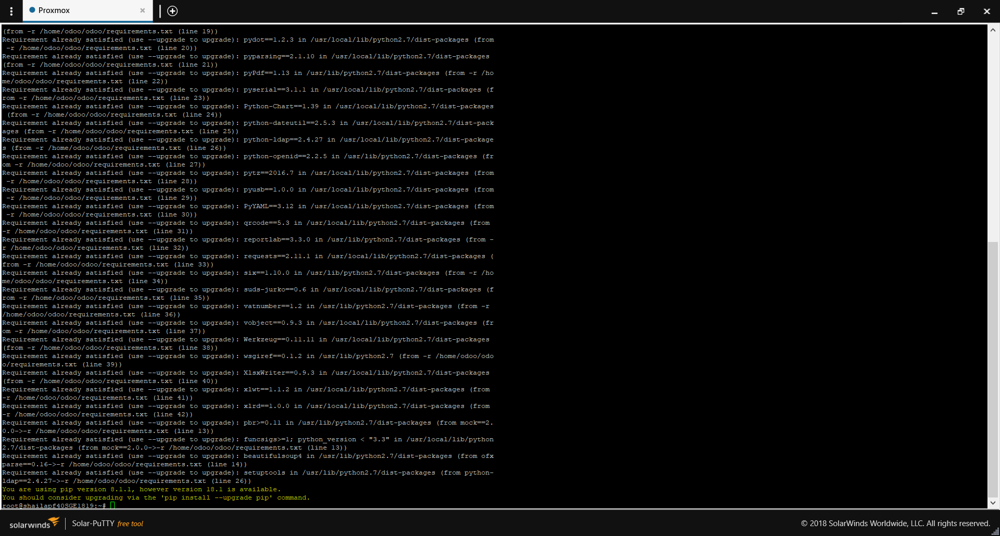 Proxmox
(from -r /home/odoo/odoo/requirements.txt (line 19))
Requirement already satisfied (use --upgrade to upgrade): pydot==1.2.3 in /usr/local/lib/python2.7/dist-packages (from
 -r /home/odoo/odoo/requirements.txt (line 20))
Requirement already satisfied (use --upgrade to upgrade): pyparsing==2.1.10 in /usr/local/lib/python2.7/dist-packages
(from -r /home/odoo/odoo/requirements.txt (line 21))
Requirement already satisfied (use --upgrade to upgrade): pyPdf==1.13 in /usr/lib/python2.7/dist-packages (from -r /ho
me/odoo/odoo/requirements.txt (line 22))
Requirement already satisfied (use --upgrade to upgrade): pyserial==3.1.1 in /usr/local/lib/python2.7/dist-packages (f
rom -r /home/odoo/odoo/requirements.txt (line 23))
Requirement already satisfied (use --upgrade to upgrade): Python-Chart==1.39 in /usr/local/lib/python2.7/dist-packages
 (from -r /home/odoo/odoo/requirements.txt (line 24))
Requirement already satisfied (use --upgrade to upgrade): python-dateutil==2.5.3 in /usr/local/lib/python2.7/dist-pack
ages (from -r /home/odoo/odoo/requirements.txt (line 25))
Requirement already satisfied (use --upgrade to upgrade): python-ldap==2.4.27 in /usr/local/lib/python2.7/dist-package
s (from -r /home/odoo/odoo/requirements.txt (line 26))
Requirement already satisfied (use --upgrade to upgrade): python-openid==2.2.5 in /usr/lib/python2.7/dist-packages (fr
om -r /home/odoo/odoo/requirements.txt (line 27))
Requirement already satisfied (use --upgrade to upgrade): pytz==2016.7 in /usr/local/lib/python2.7/dist-packages (from
 -r /home/odoo/odoo/requirements.txt (line 28))
Requirement already satisfied (use --upgrade to upgrade): pyusb==1.0.0 in /usr/local/lib/python2.7/dist-packages (from
 -r /home/odoo/odoo/requirements.txt (line 29))
Requirement already satisfied (use --upgrade to upgrade): PyYAML==3.12 in /usr/local/lib/python2.7/dist-packages (from
 -r /home/odoo/odoo/requirements.txt (line 30))
Requirement already satisfied (use --upgrade to upgrade): qrcode==5.3 in /usr/local/lib/python2.7/dist-packages (from
-r /home/odoo/odoo/requirements.txt (line 31))
Requirement already satisfied (use --upgrade to upgrade): reportlab==3.3.0 in /usr/lib/python2.7/dist-packages (from -
r /home/odoo/odoo/requirements.txt (line 32))
Requirement already satisfied (use --upgrade to upgrade): requests==2.11.1 in /usr/local/lib/python2.7/dist-packages (
from -r /home/odoo/odoo/requirements.txt (line 33))
Requirement already satisfied (use --upgrade to upgrade): six==1.10.0 in /usr/lib/python2.7/dist-packages (from -r /ho
me/odoo/odoo/requirements.txt (line 34))
Requirement already satisfied (use --upgrade to upgrade): suds-jurko==0.6 in /usr/local/lib/python2.7/dist-packages (f
rom -r /home/odoo/odoo/requirements.txt (line 35))
Requirement already satisfied (use --upgrade to upgrade): vatnumber==1.2 in /usr/lib/python2.7/dist-packages (from -r
/home/odoo/odoo/requirements.txt (line 36))
Requirement already satisfied (use --upgrade to upgrade): vobject==0.9.3 in /usr/local/lib/python2.7/dist-packages (fr
om -r /home/odoo/odoo/requirements.txt (line 37))
Requirement already satisfied (use --upgrade to upgrade): Werkzeug==0.11.11 in /usr/local/lib/python2.7/dist-packages
(from -r /home/odoo/odoo/requirements.txt (line 38))
Requirement already satisfied (use --upgrade to upgrade): wsgiref==0.1.2 in /usr/lib/python2.7 (from -r /home/odoo/odo
o/requirements.txt (line 39))
Requirement already satisfied (use --upgrade to upgrade): XlsxWriter==0.9.3 in /usr/local/lib/python2.7/dist-packages
(from -r /home/odoo/odoo/requirements.txt (line 40))
Requirement already satisfied (use --upgrade to upgrade): xlwt==1.1.2 in /usr/local/lib/python2.7/dist-packages (from
-r /home/odoo/odoo/requirements.txt (line 41))
Requirement already satisfied (use --upgrade to upgrade): xlrd==1.0.0 in /usr/local/lib/python2.7/dist-packages (from
-r /home/odoo/odoo/requirements.txt (line 42))
Requirement already satisfied (use --upgrade to upgrade): pbr>=0.11 in /usr/lib/python2.7/dist-packages (from mock==2.
0.0->-r /home/odoo/odoo/requirements.txt (line 13))
Requirement already satisfied (use --upgrade to upgrade): funcsigs>=1; python_version < "3.3" in /usr/local/lib/python
2.7/dist-packages (from mock==2.0.0->-r /home/odoo/odoo/requirements.txt (line 13))
Requirement already satisfied (use --upgrade to upgrade): beautifulsoup4 in /usr/lib/python2.7/dist-packages (from ofx
parse==0.16->-r /home/odoo/odoo/requirements.txt (line 14))
Requirement already satisfied (use --upgrade to upgrade): setuptools in /usr/lib/python2.7/dist-packages (from python-
ldap==2.4.27->-r /home/odoo/odoo/requirements.txt (line 26))
You are using pip version 8.1.1, however version 18.1 is available.
You should consider upgrading via the 'pip install --upgrade pip' command.
root@shailapf40SGE1819:~#
solarwinds Solar-PuTTY free tool © 2018 SolarWinds Worldwide, LLC. All rights reserved.